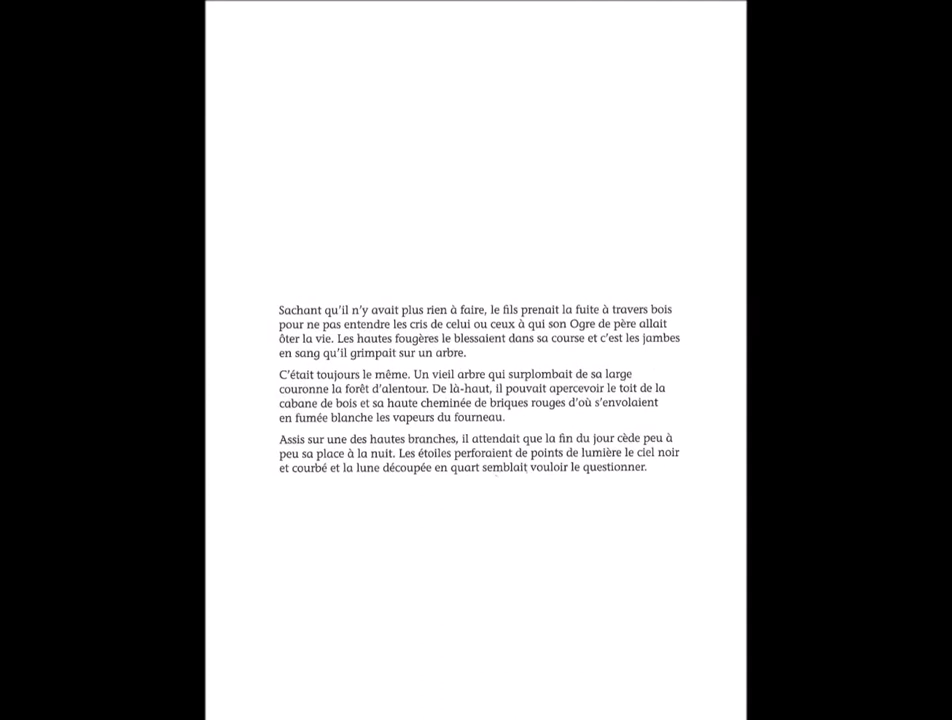 Sachant qu'il n'y avait plus rien à faire, le fils prenait la fuite à travers bois
pour ne pas entendre les cris de celui ou ceux à qui son Ogre de père allait
ôter la vie. Les hautes fougères le blessaient dans sa course et c'est les jambes
en sang qu'il grimpait sur un arbre.
C'était toujours le même. Un vieil arbre qui surplombait de sa large
couronne la forêt d'alentour. De là-haut, il pouvait apercevoir le toit de la
cabane de bois et sa haute cheminée de briques rouges d'où s'envolaient
en fumée blanche les vapeurs du fourneau.
Assis sur une des hautes branches, il attendait que la fin du jour cède peu à
peu sa place à la nuit. Les étoiles perforaient de points de lumière le ciel noir
et courbé et la lune découpée en quart semblait vouloir le questionner.